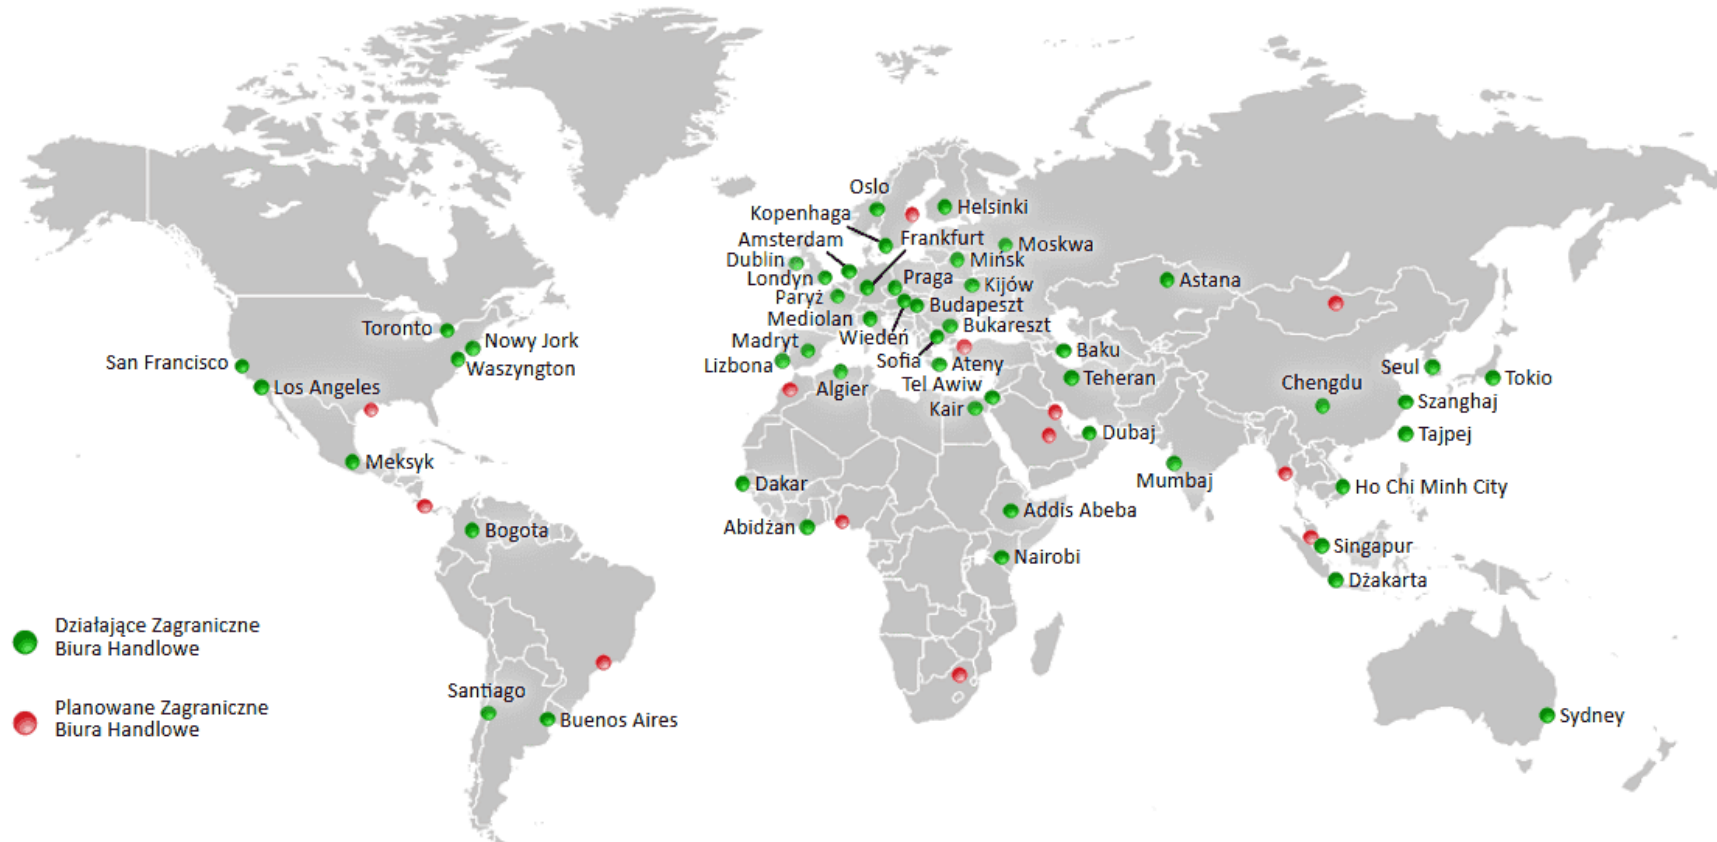 Oslo
Helsinki
Kopenhaga
Frankfurt
Amsterdam
Moskwa
Dublin
Mińsk
Londyn
Praga
Astana
Paryż
Kijów
Budapeszt
Mediolan
Bukareszt
Toronto
Wiedeń
Nowy Jork
Madryt
Sofia
Baku
San Francisco
Waszyngton
Lizbona
Ateny
Seul
Los Angeles
Algier
Tel Awiw
Teheran
Chengdu
Tokio
Kair
Szanghaj
Dubaj
Tajpej
Meksyk
Dakar
Mumbaj
Ho Chi Minh City
Addis Abeba
Abidżan
Bogota
Singapur
Nairobi
Dżakarta
Działające Zagraniczne
Biura Handlowe
Santiago
Planowane Zagraniczne
Biura Handlowe
Buenos Aires
Sydney